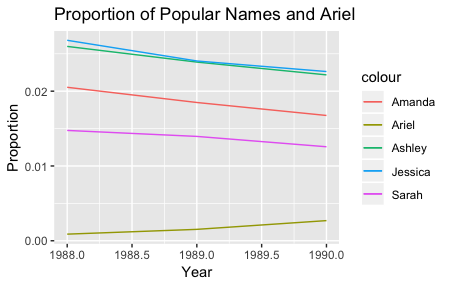 Proportion of Popular Names and Ariel
Proportion
0.02
0.01
0.00
1988.0 1988.5 1989.0 1989.5 1990.0
Year
colour
Amanda
Ariel
Ashley
Jessica
Sarah